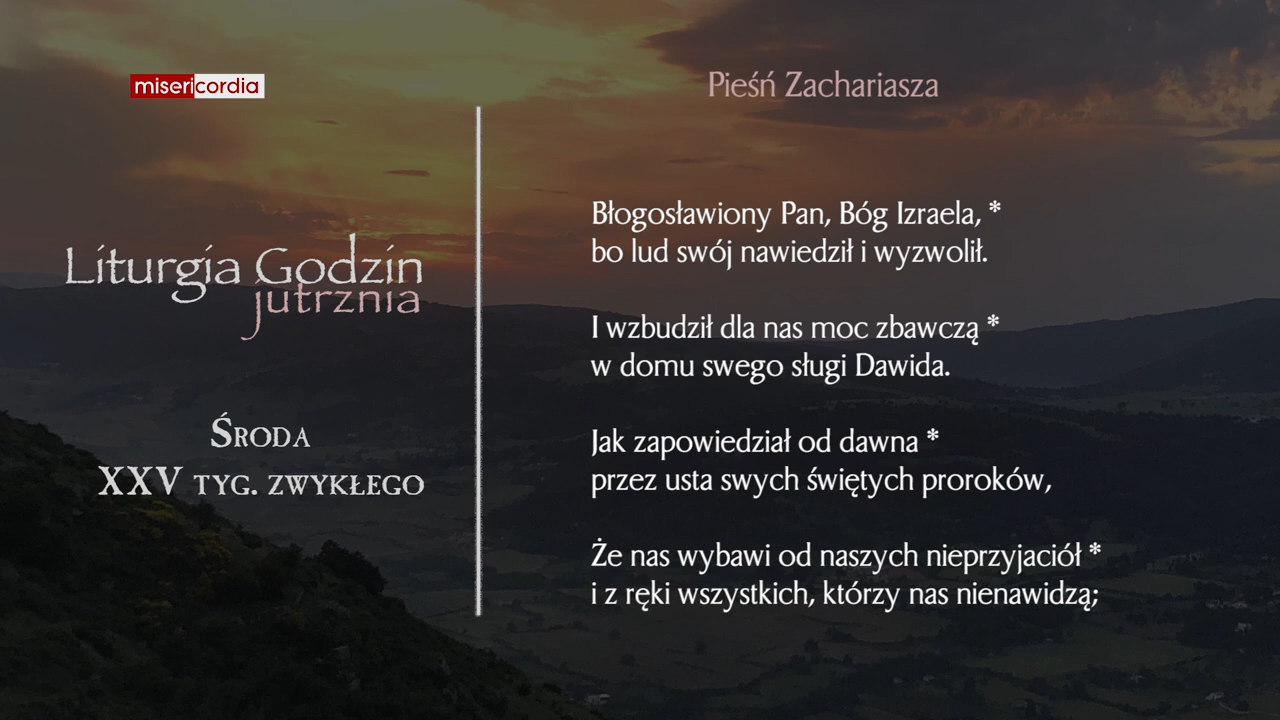 misericordia
Liturgia Godzin
jutrznia
Środa
XXV tyg. zwykłego
Pieśń Zachariasza
Błogosławiony Pan, Bóg Izraela, *
bo lud swój nawiedził i wyzwolił.
I wzbudził dla nas moc zbawczą *
w domu swego sługi Dawida.
Jak zapowiedział od dawna *
przez usta swych świętych proroków,
Że nas wybawi od naszych nieprzyjaciół *
i z ręki wszystkich, którzy nas nienawidzą;